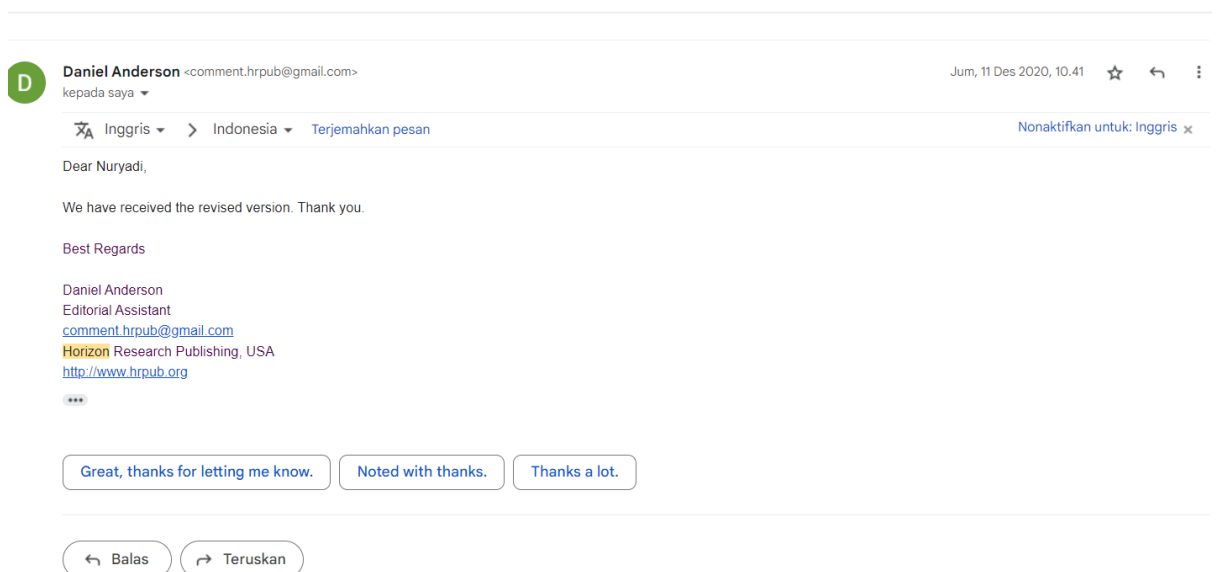 D
Daniel Anderson <comment.hrpub@gmail.com>
Jum, 11 Des 2020, 10.41
kepada saya
Inggris
Indonesia
Terjemahkan pesan
Nonaktifkan untuk: Inggris
Dear Nuryadi,
We have received the revised version. Thank you.
Best Regards
Daniel Anderson
Editorial Assistant
comment.hrpub@gmail.com
Horizon Research Publishing, USA
http://www.hrpub.org
Great, thanks for letting me know.
Noted with thanks.
Thanks a lot.
Balas
Teruskan